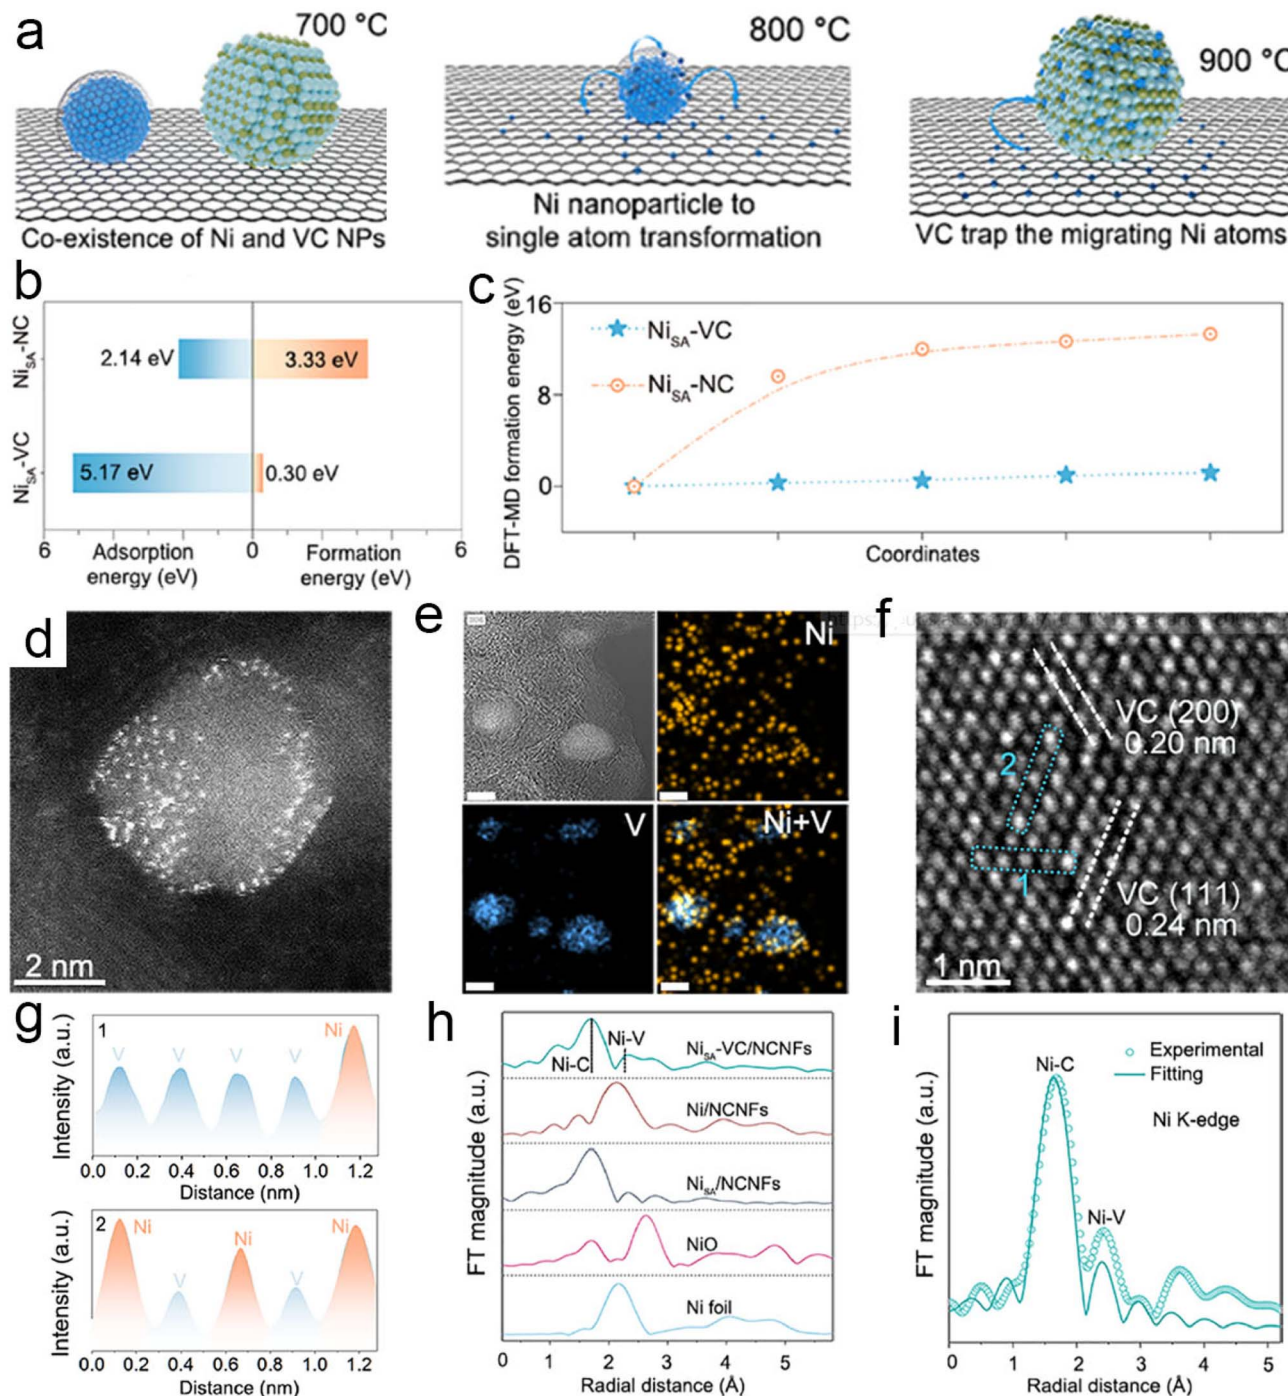 a
700 °C
Co-existence of Ni and VC NPs
800 °C
Ni nanoparticle to
single atom transformation
900 °C
VC trap the migrating Ni atoms
b
NiSA-NC
2.14 eV
3.33 eV
NiSA-VC
5.17 eV
0.30 eV
6
0
6
Adsorption
energy (eV)
Formation
energy (eV)
c
16
8
0
DFT-MD formation energy (eV)
NiSA-VC
NiSA-NC
Coordinates
d
2 nm
e
Ni
V
Ni+V
f
VC (200)
0.20 nm
2
1
VC (111)
0.24 nm
1 nm
g
1
V
V
V
V
Ni
Intensity (a.u.)
0.0 0.2 0.4 0.6 0.8 1.0 1.2
Distance (nm)
2
Ni
V
Ni
V
Ni
Intensity (a.u.)
0.0 0.2 0.4 0.6 0.8 1.0 1.2
Distance (nm)
h
Ni-C
Ni-V
NiSA-VC/NCNFs
Ni/NCNFs
NiSA/NCNFs
NiO
Ni foil
FT magnitude (a.u.)
0 1 2 3 4 5
Radial distance (Å)
i
Ni-C
Experimental
Fitting
Ni K-edge
Ni-V
FT magnitude (a.u.)
0 1 2 3 4 5
Radial distance (Å)